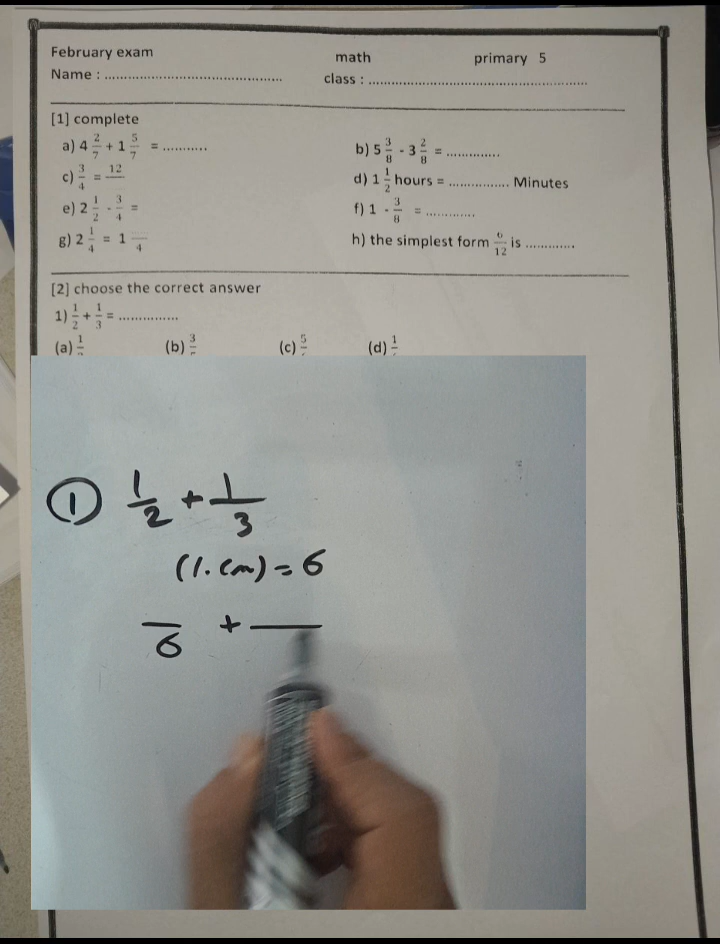 February exam math primary 5
Name : ............................................. class : ......................................................
[1] complete
a) 4 2/7 + 1 5/7 = ........... b) 5 3/8 - 3 2/8 = .............
c) 3/4 = 12/ d) 1 1/2 hours = ............... Minutes
e) 2 1/2 - 3/4 = f) 1 - 3/8 = ............
g) 2 1/4 = 1 /4 h) the simplest form 6/12 is ............
[2] choose the correct answer
1) 1/2 + 1/3 = ..............
(a) 1 (b) 3 (c) 5 (d) 1
① 1/2 + 1/3
(l.cm) = 6
/6 +